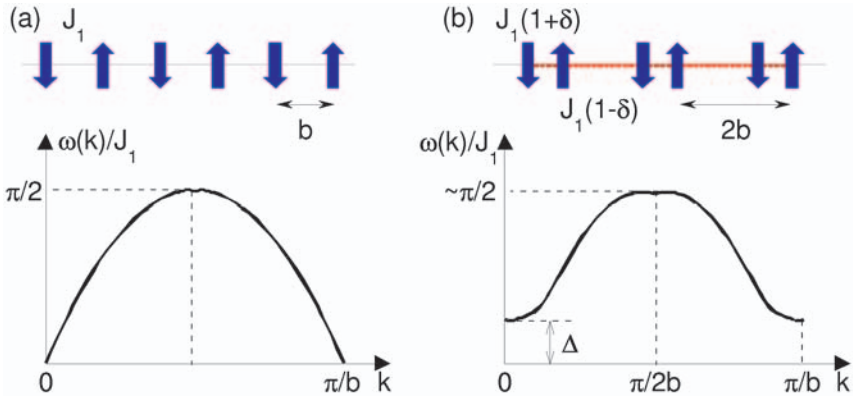 (a) J₁
b
ω(k)/J₁
π/2
0
π/b k
(b) J₁(1+δ)
J₁(1-δ)
2b
ω(k)/J₁
~π/2
Δ
0
π/2b
π/b k